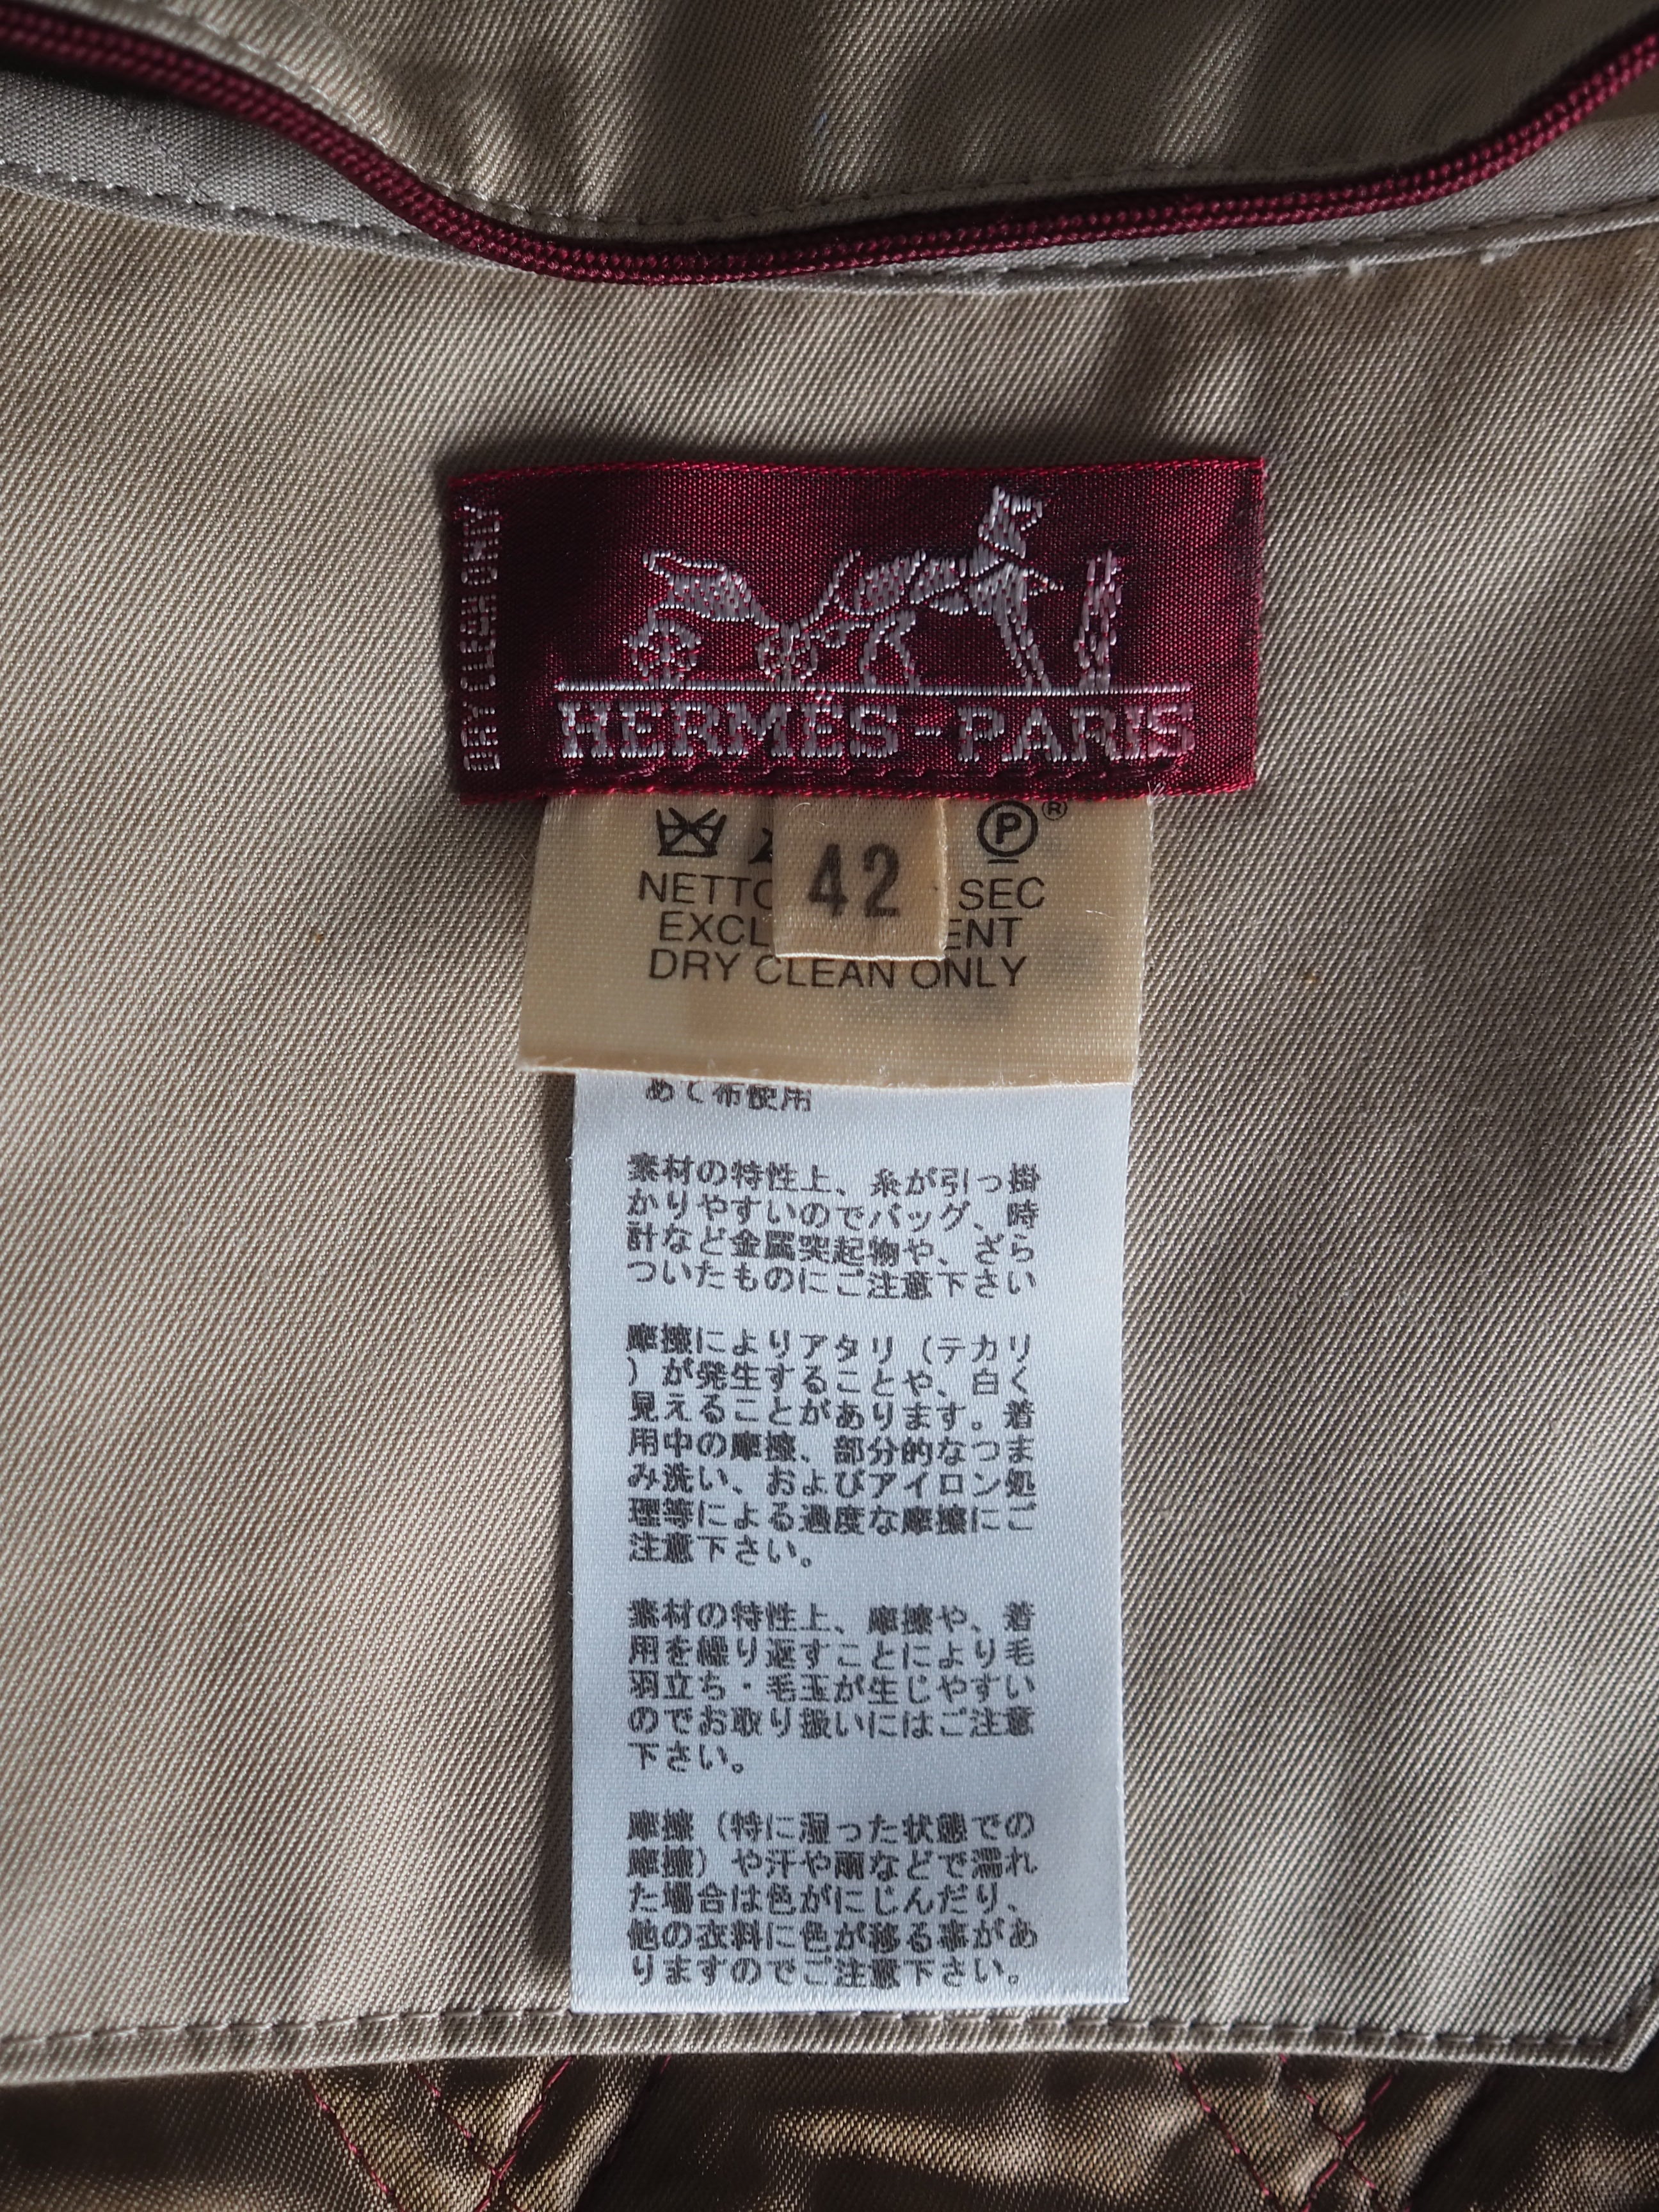 DRY CLEAN ONLY
HERMÈS-PARIS
42
SEC
DRY CLEAN ONLY
あて布使用
素材の特性上、糸が引っ掛
かりやすいのでバッグ、時
計など金属突起物や、ざら
ついたものにご注意下さい
摩擦によりアタリ（テカリ
）が発生することや、白く
見えることがあります。着
用中の摩擦、部分的なつま
み洗い、およびアイロン処
理等による過度な摩擦にご
注意下さい。
素材の特性上、摩擦や、着
用を繰り返すことにより毛
羽立ち・毛玉が生じやすい
のでお取り扱いにはご注意
下さい。
摩擦（特に湿った状態での
摩擦）や汗や雨などで濡れ
た場合は色がにじんだり、
他の衣料に色が移る事があ
りますのでご注意下さい。